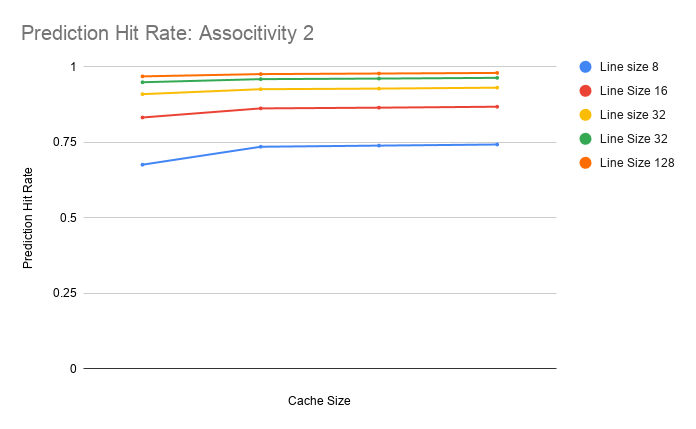 Prediction Hit Rate: Associtivity 2
1
0.75
0.5
0.25
0
Prediction Hit Rate
Cache Size
Line size 8
Line Size 16
Line size 32
Line Size 32
Line Size 128